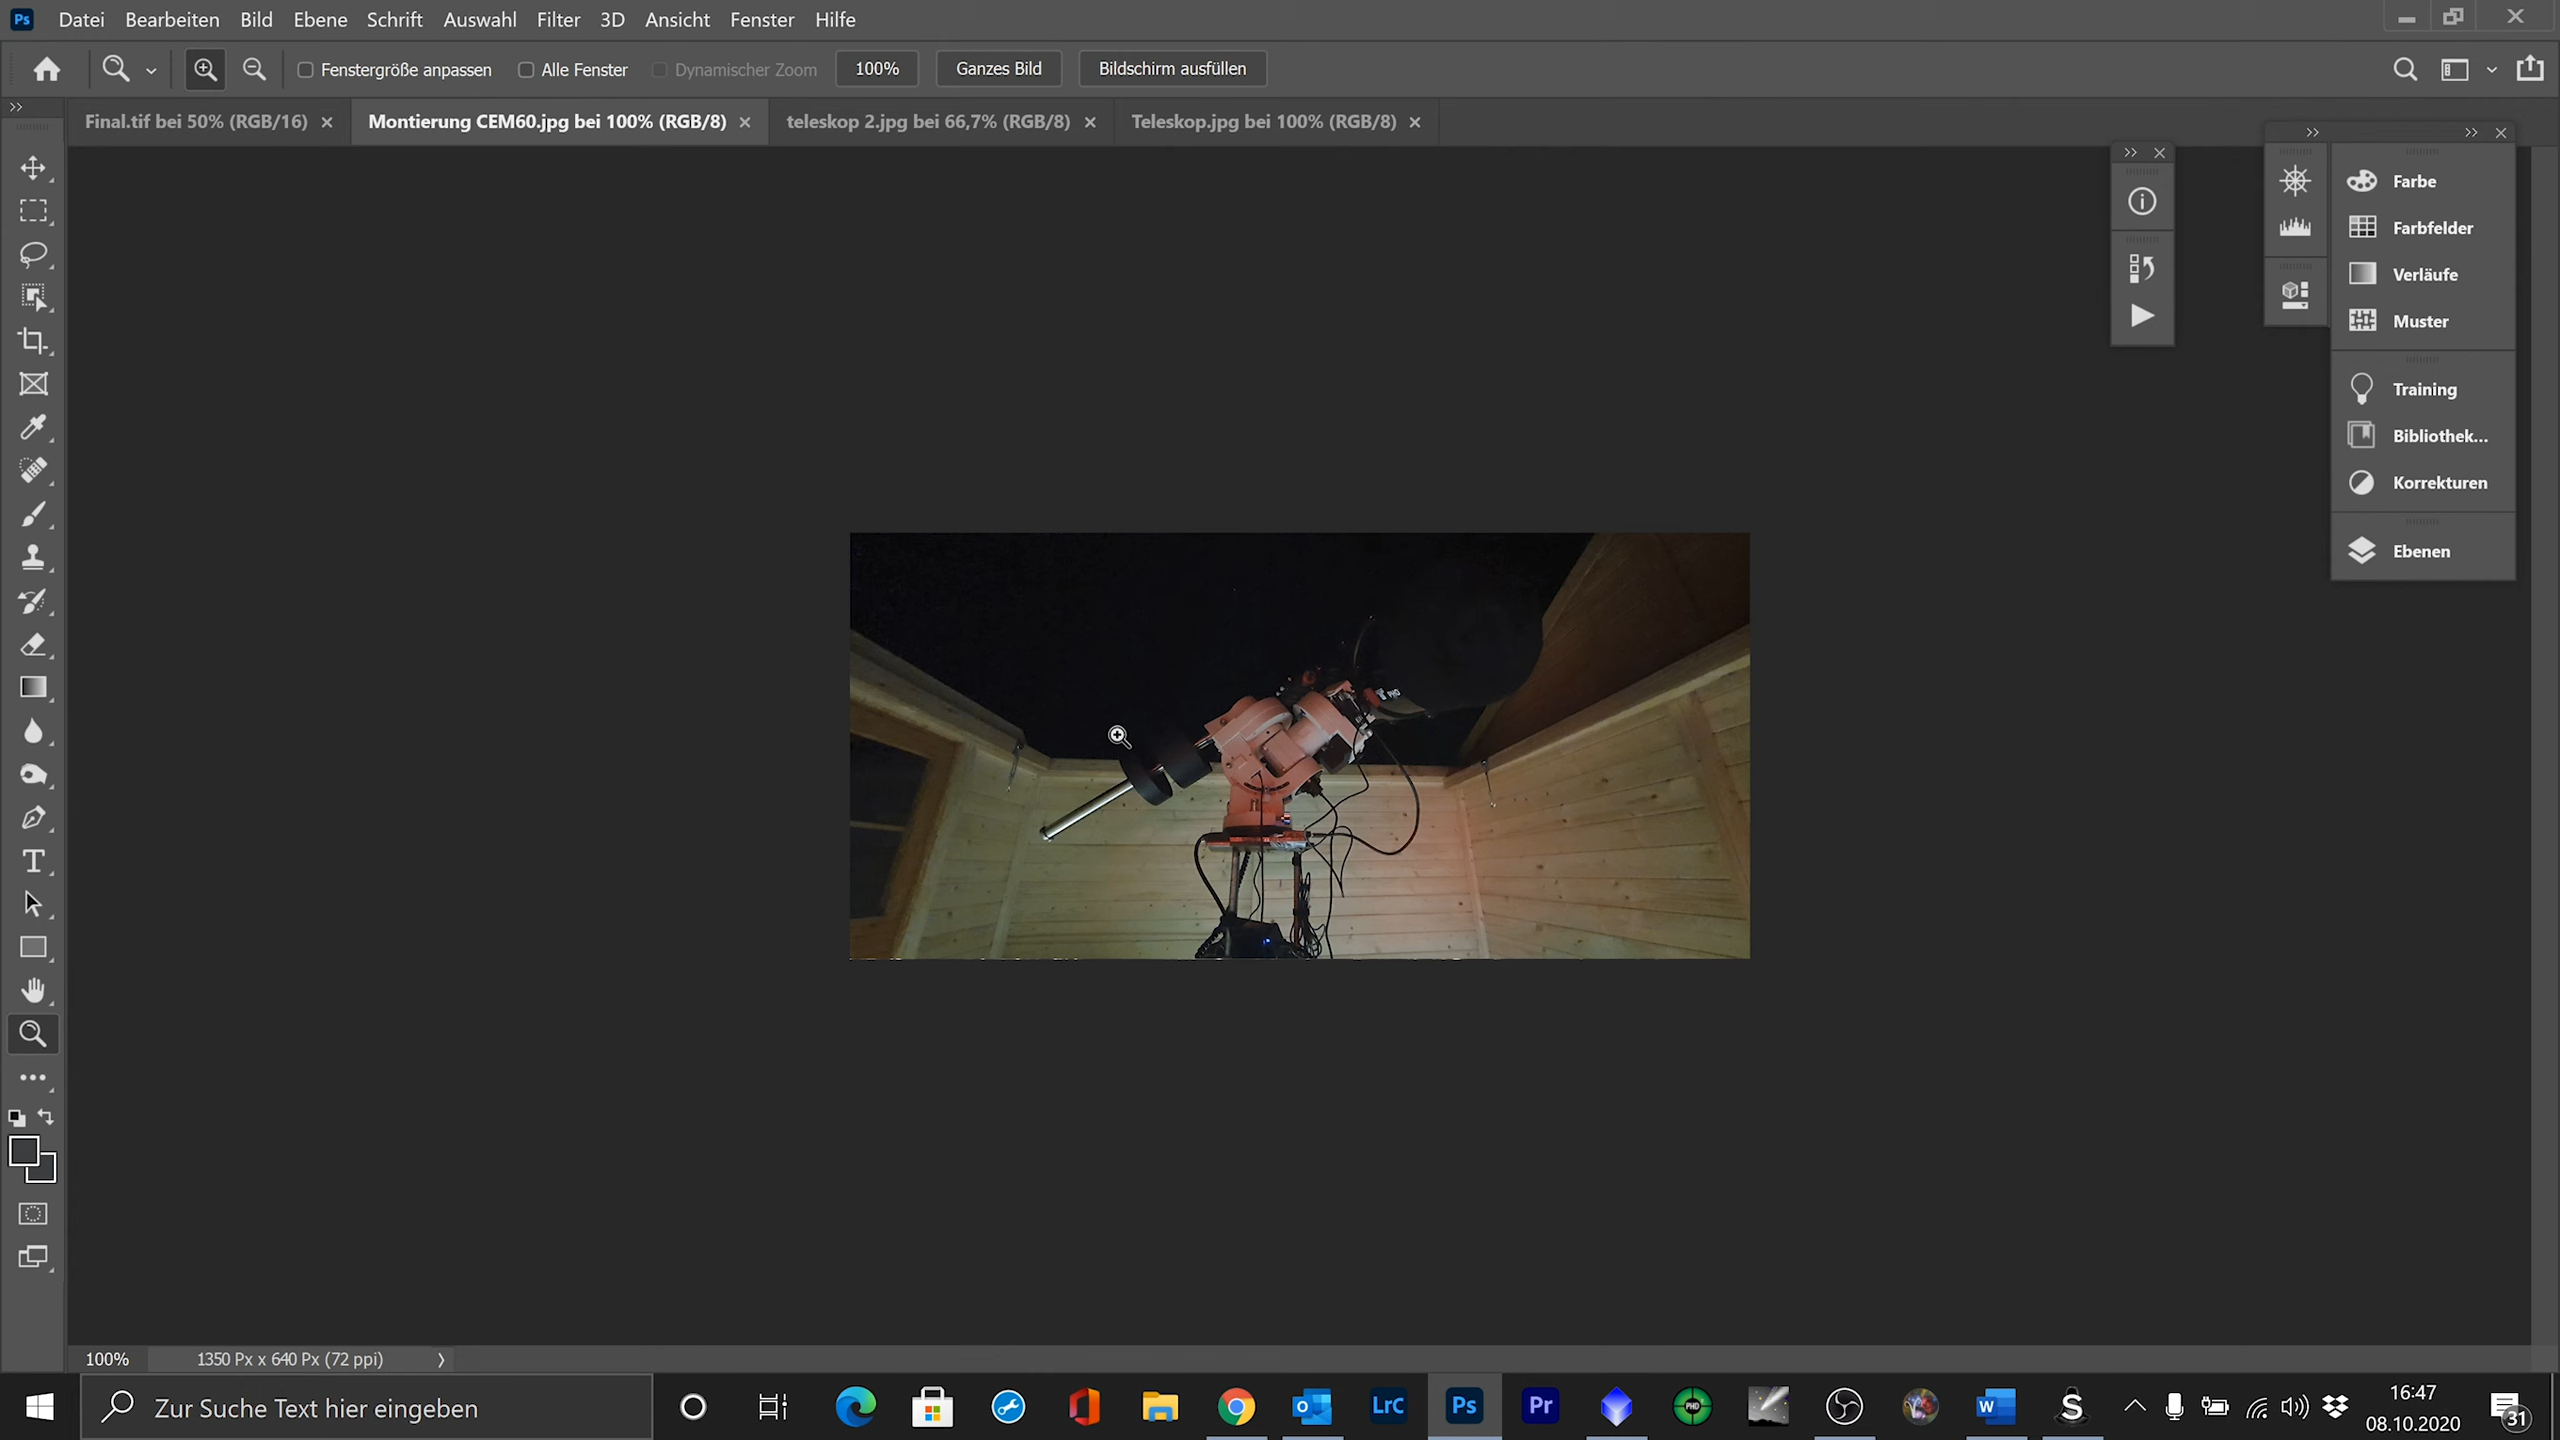 Ps Datei Bearbeiten Bild Ebene Schrift Auswahl Filter 3D Ansicht Fenster Hilfe
Fenstergröße anpassen Alle Fenster Dynamischer Zoom 100% Ganzes Bild Bildschirm ausfüllen
Final.tif bei 50% (RGB/16) Montierung CEM60.jpg bei 100% (RGB/8) teleskop 2.jpg bei 66,7% (RGB/8) Teleskop.jpg bei 100% (RGB/8)
Farbe
Farbfelder
Verläufe
Muster
Training
Bibliothek...
Korrekturen
Ebenen
100% 1350 Px x 640 Px (72 ppi)
Zur Suche Text hier eingeben
LrC Ps Pr PHD W S
16:47
08.10.2020
31